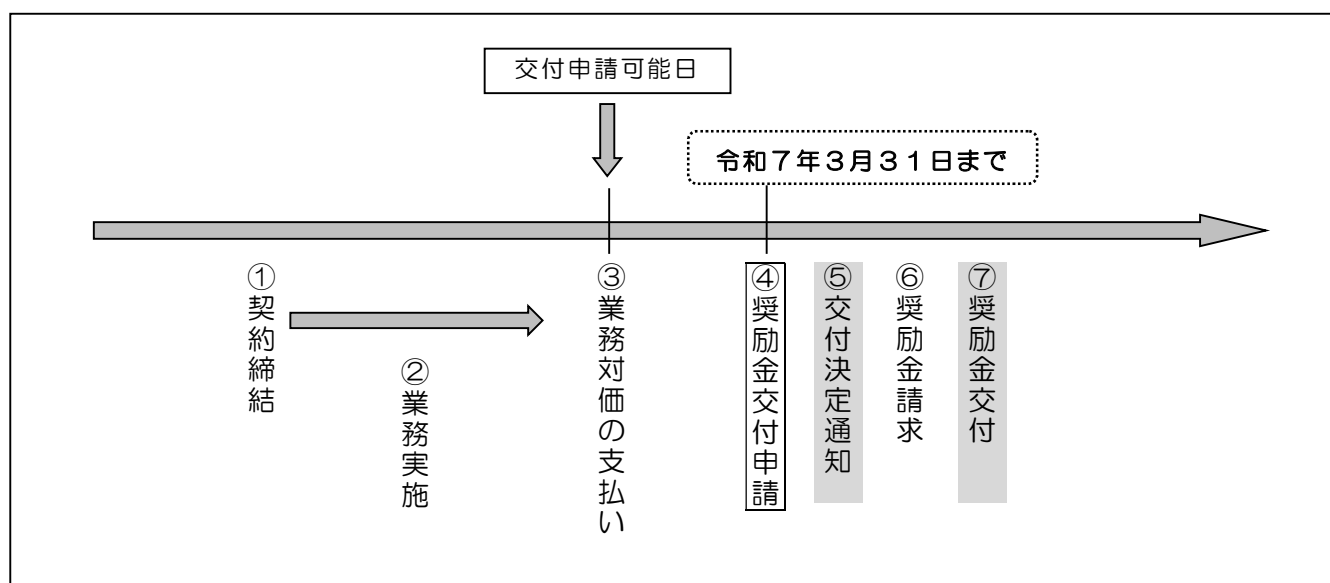 交付申請可能日
令和７年３月３１日まで
①契約締結
②業務実施
③業務対価の支払い
④奨励金交付申請
⑤交付決定通知
⑥奨励金請求
⑦奨励金交付